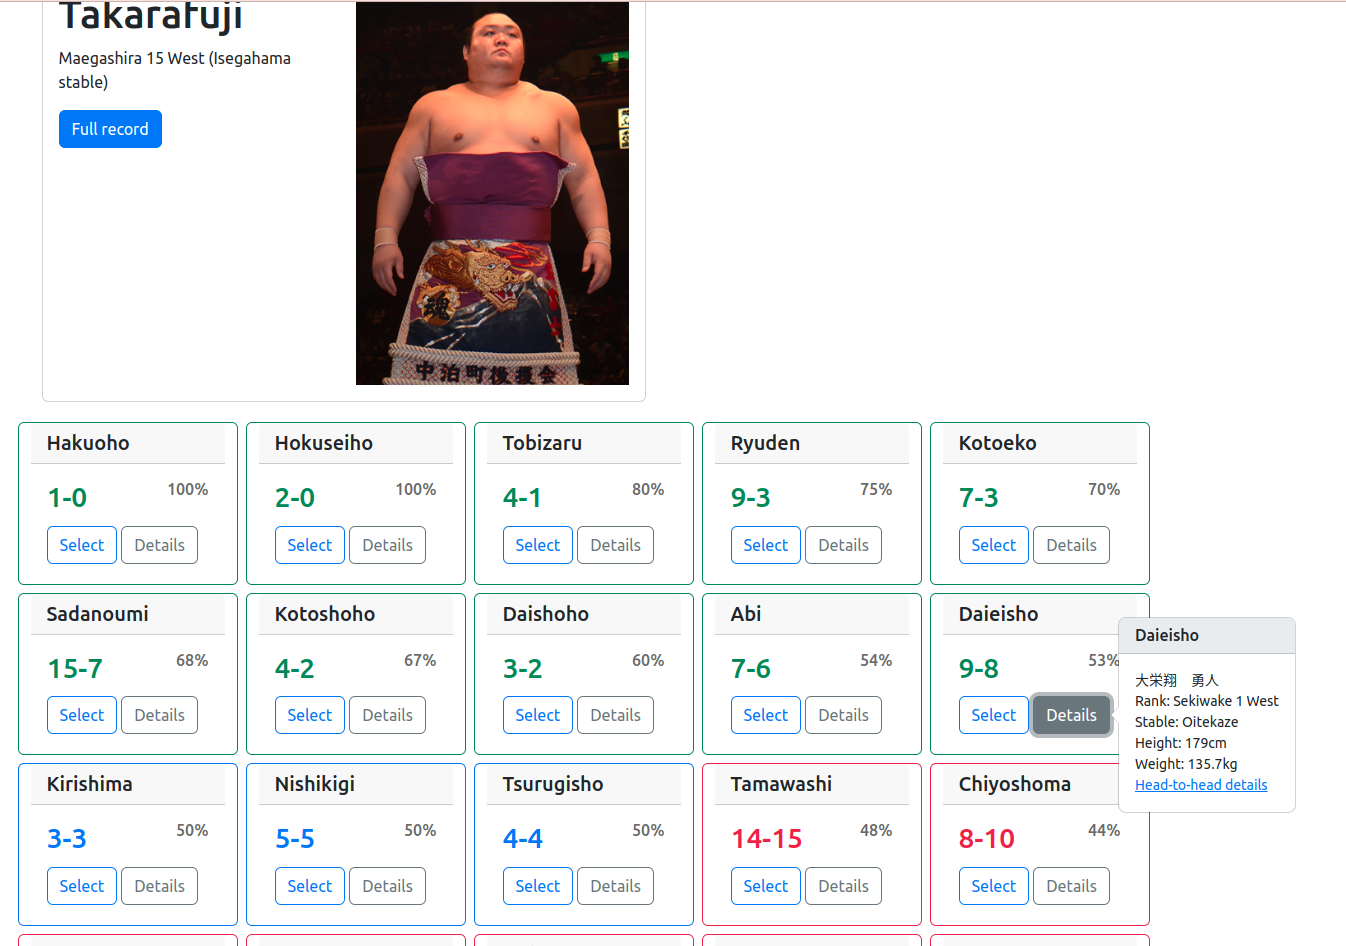 Takarafuji
Maegashira 15 West (Isegahama
stable)
Full record
魂
中泊町後援会
Hakuoho
1-0
100%
Select
Details
Hokuseiho
2-0
100%
Select
Details
Tobizaru
4-1
80%
Select
Details
Ryuden
9-3
75%
Select
Details
Kotoeko
7-3
70%
Select
Details
Sadanoumi
15-7
68%
Select
Details
Kotoshoho
4-2
67%
Select
Details
Daishoho
3-2
60%
Select
Details
Abi
7-6
54%
Select
Details
Daieisho
9-8
53%
Select
Details
Daieisho
大栄翔　勇人
Rank: Sekiwake 1 West
Stable: Oitekaze
Height: 179cm
Weight: 135.7kg
Head-to-head details
Kirishima
3-3
50%
Select
Details
Nishikigi
5-5
50%
Select
Details
Tsurugisho
4-4
50%
Select
Details
Tamawashi
14-15
48%
Select
Details
Chiyoshoma
8-10
44%
Select
Details